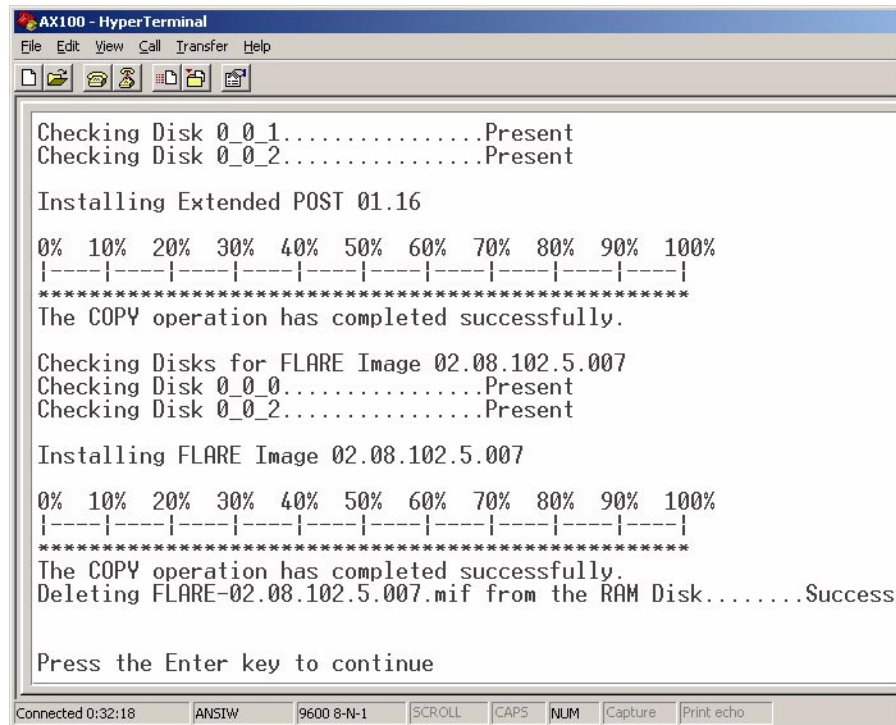 AX100 - HyperTerminal
File Edit View Call Transfer Help
Checking Disk 0_0_1................Present
Checking Disk 0_0_2................Present
Installing Extended POST 01.16
0% 10% 20% 30% 40% 50% 60% 70% 80% 90% 100%
|----|----|----|----|----|----|----|----|----|----|
***************************************************
The COPY operation has completed successfully.
Checking Disks for FLARE Image 02.08.102.5.007
Checking Disk 0_0_0................Present
Checking Disk 0_0_2................Present
Installing FLARE Image 02.08.102.5.007
0% 10% 20% 30% 40% 50% 60% 70% 80% 90% 100%
|----|----|----|----|----|----|----|----|----|----|
***************************************************
The COPY operation has completed successfully.
Deleting FLARE-02.08.102.5.007.mif from the RAM Disk........Success
Press the Enter key to continue
Connected 0:32:18 ANSIW 9600 8-N-1 SCROLL CAPS NUM Capture Print echo